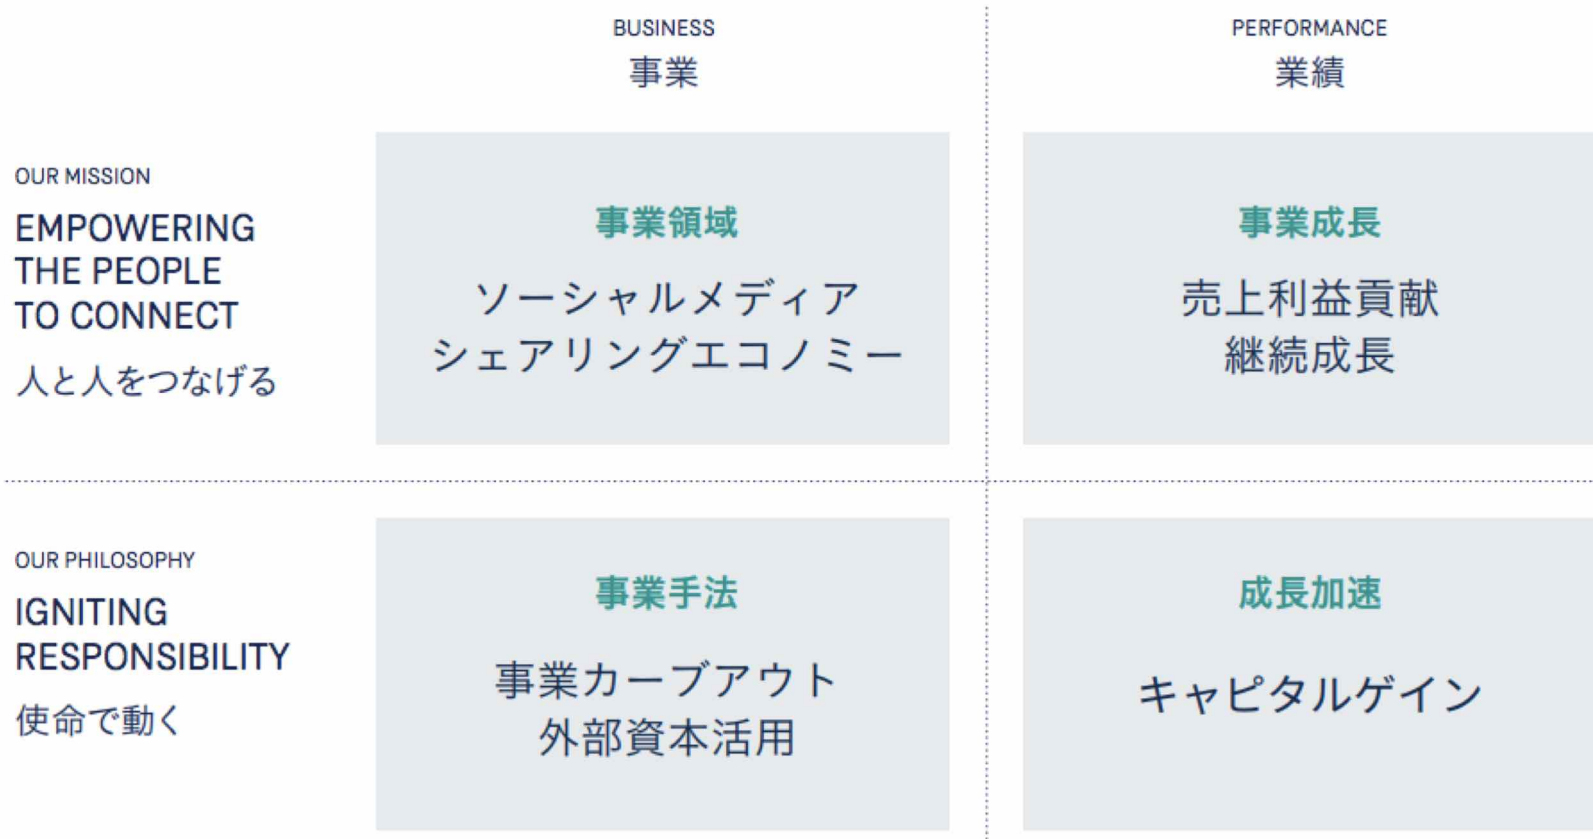 BUSINESS
事業
PERFORMANCE
業績
OUR MISSION
EMPOWERING
THE PEOPLE
TO CONNECT
人と人をつなげる
事業領域
ソーシャルメディア
シェアリングエコノミー
事業成長
売上利益貢献
継続成長
OUR PHILOSOPHY
IGNITING
RESPONSIBILITY
使命で動く
事業手法
事業カーブアウト
外部資本活用
成長加速
キャピタルゲイン